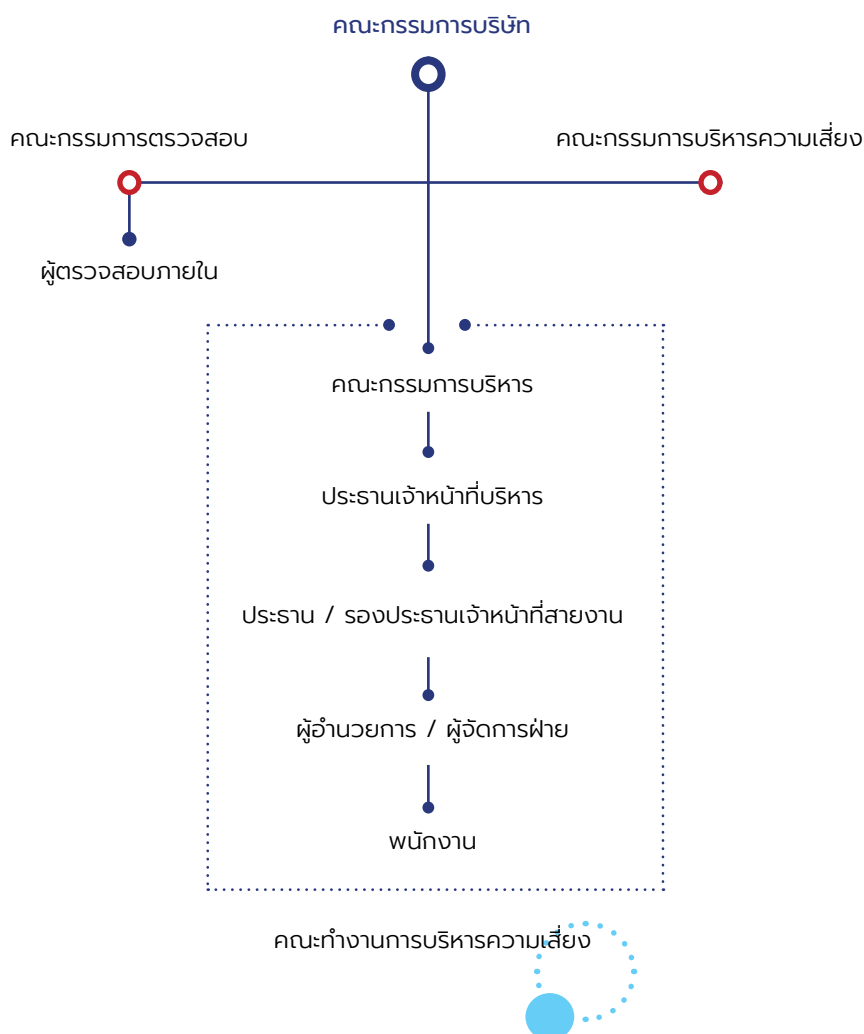 คณะกรรมการบริษัท
คณะกรรมการตรวจสอบ
คณะกรรมการบริหารความเสี่ยง
ผู้ตรวจสอบภายใน
คณะกรรมการบริหาร
ประธานเจ้าหน้าที่บริหาร
ประธาน / รองประธานเจ้าหน้าที่สายงาน
ผู้อำนวยการ / ผู้จัดการฝ่าย
พนักงาน
คณะทำงานการบริหารความเสี่ยง